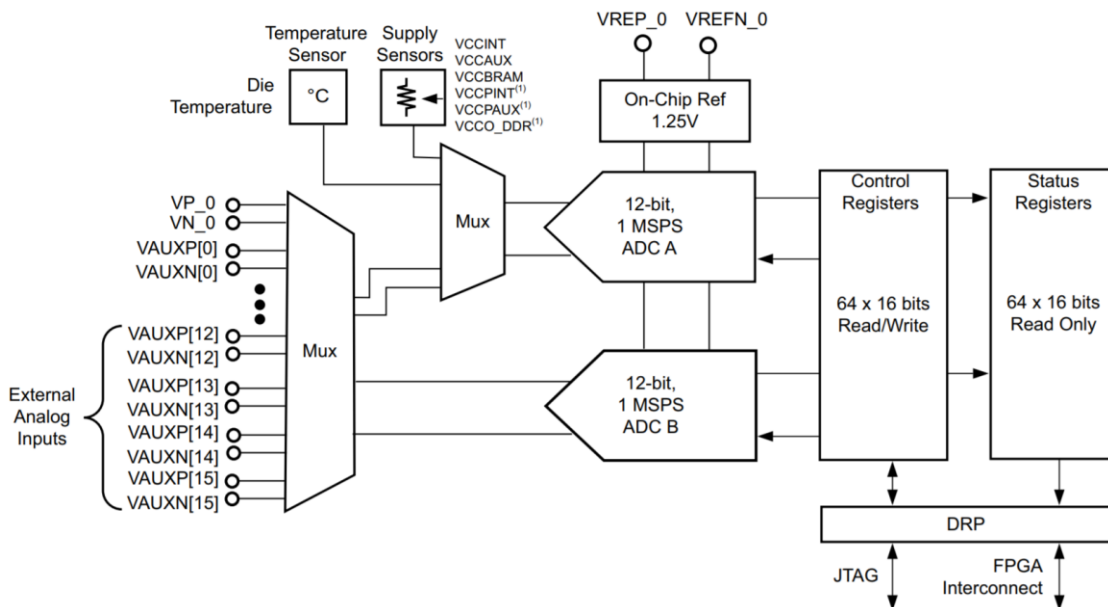 VREP_0
VREFN_0
Temperature
Sensor
Supply
Sensors
VCCINT
VCCAUX
VCCBRAM
VCCPINT(1)
VCCPAUX(1)
VCCO_DDR(1)
Die
Temperature
°C
On-Chip Ref
1.25V
VP_0
VN_0
VAUXP[0]
VAUXN[0]
VAUXP[12]
VAUXN[12]
VAUXP[13]
VAUXN[13]
VAUXP[14]
VAUXN[14]
VAUXP[15]
VAUXN[15]
External
Analog
Inputs
Mux
Mux
12-bit,
1 MSPS
ADC A
12-bit,
1 MSPS
ADC B
Control
Registers
64 x 16 bits
Read/Write
Status
Registers
64 x 16 bits
Read Only
DRP
JTAG
FPGA
Interconnect